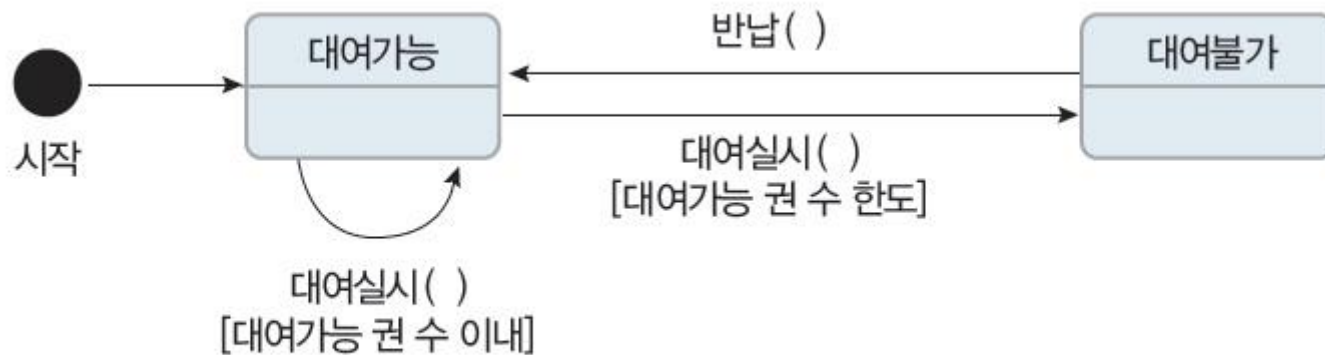 대여가능
반납( )
대여불가
시작
대여실시( )
[대여가능 권 수 한도]
대여실시( )
[대여가능 권 수 이내]